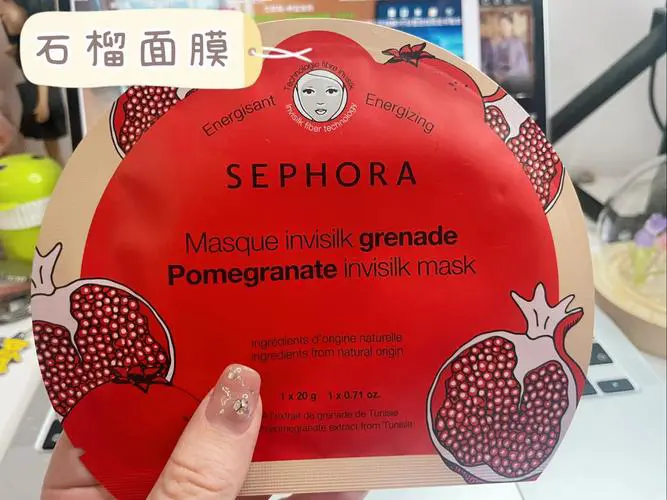 石榴面膜
Technologie fibre invisilk
Energisant
Energizing
invisilk fiber technology
SEPHORA
Masque invisilk grenade
Pomegranate invisilk mask
ingrédients d'origine naturelle
ingredients from natural origin
1 x 20 g 1 x 0.71 oz.
extrait de grenade de Tunisie
pomegranate extract from Tunisia